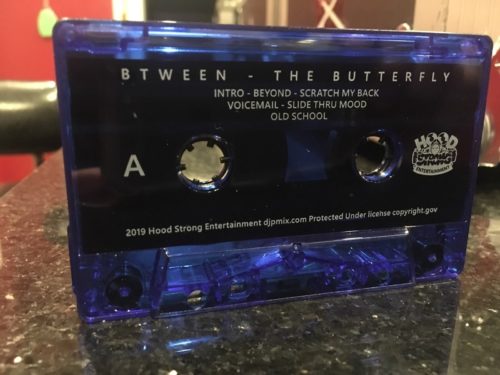 BTWEEN - THE BUTTERFLY
INTRO - BEYOND - SCRATCH MY BACK
VOICEMAIL - SLIDE THRU MOOD
OLD SCHOOL
A
HOOD
STRONG
ENTERTAINMENT
2019 Hood Strong Entertainment djpmix.com Protected Under license copyright.gov